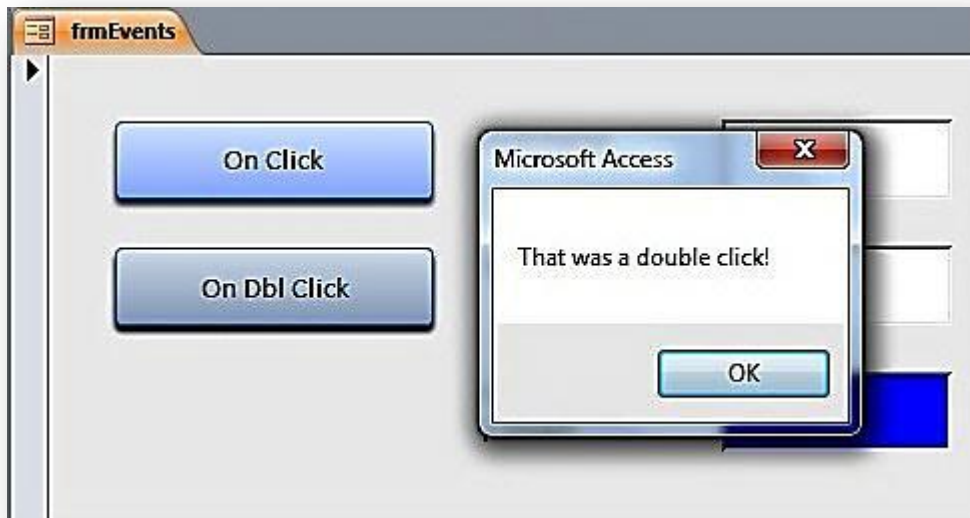 frmEvents
On Click
Microsoft Access
That was a double click!
On Dbl Click
OK